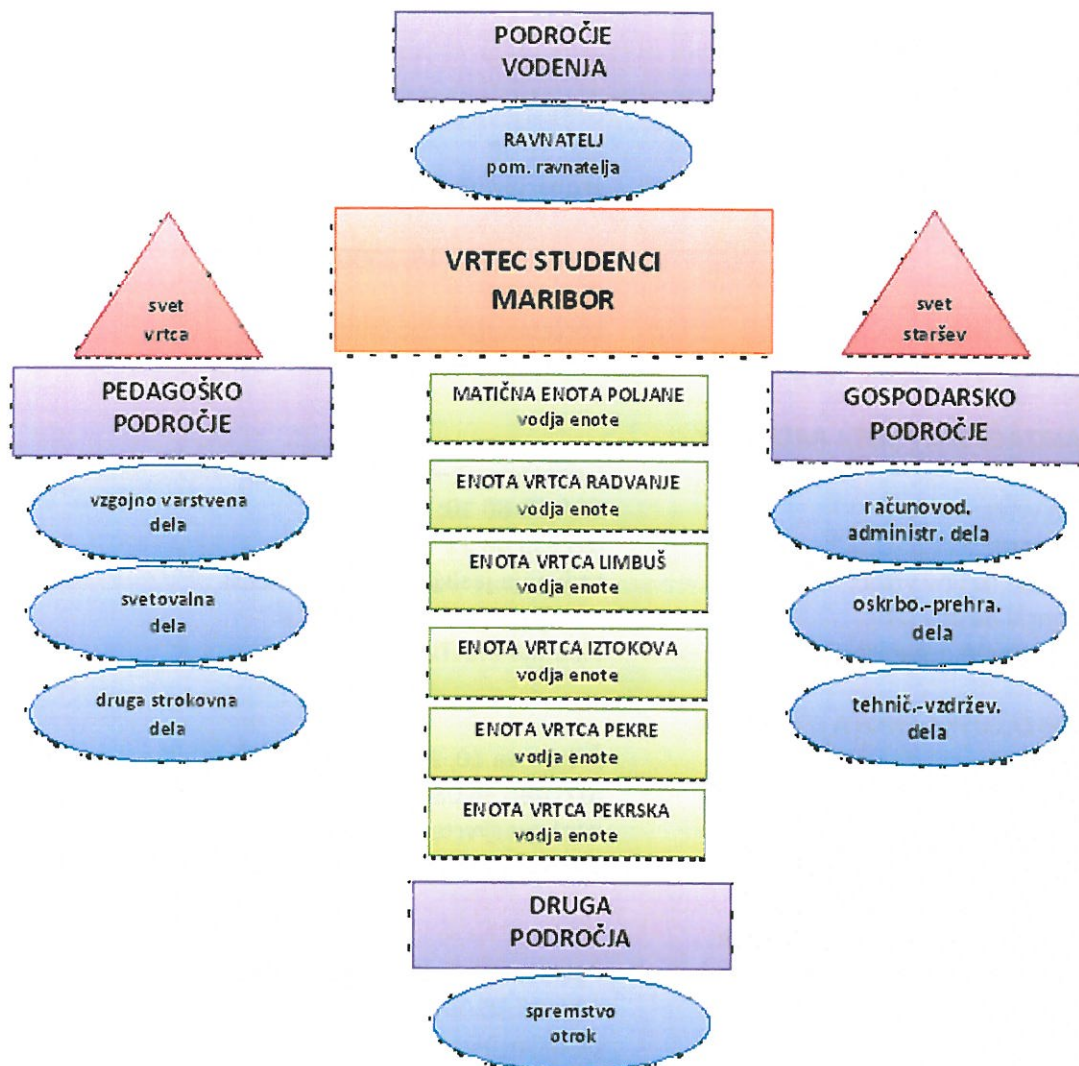 PODROČJE
VODENJA
RAVNATELJ
pom. ravnatelja
VRTEC STUDENCI
MARIBOR
svet
vrtca
svet
staršev
PEDAGOŠKO
PODROČJE
vzgojno varstvena
dela
svetovalna
dela
druga strokovna
dela
MATIČNA ENOTA POLJANE
vodja enote
ENOTA VRTCA RADVANJE
vodja enote
ENOTA VRTCA LIMBUŠ
vodja enote
ENOTA VRTCA IZTOKOVA
vodja enote
ENOTA VRTCA PEKRE
vodja enote
ENOTA VRTCA PEKRSKA
vodja enote
GOSPODARSKO
PODROČJE
računovod.
administr. dela
oskrbo.-prehra.
dela
tehnič.-vzdržev.
dela
DRUGA
PODROČJA
spremstvo
otrok